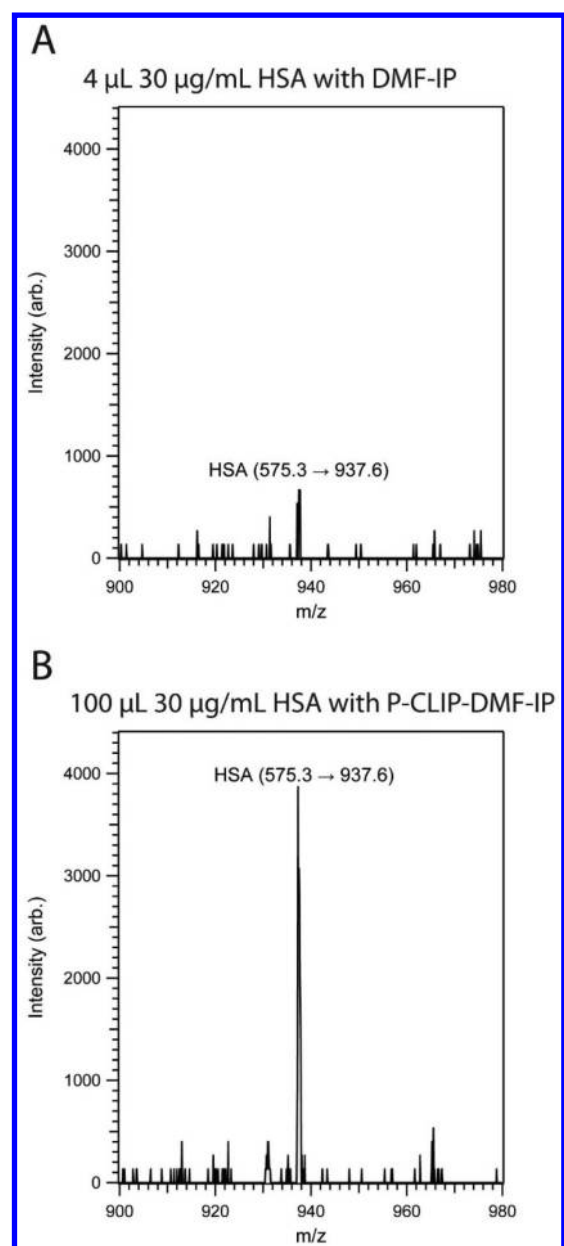 A
4 µL 30 µg/mL HSA with DMF-IP
4000
3000
2000
1000
0
Intensity (arb.)
HSA (575.3 → 937.6)
900 920 940 960 980
m/z
B
100 µL 30 µg/mL HSA with P-CLIP-DMF-IP
4000
3000
2000
1000
0
Intensity (arb.)
HSA (575.3 → 937.6)
900 920 940 960 980
m/z